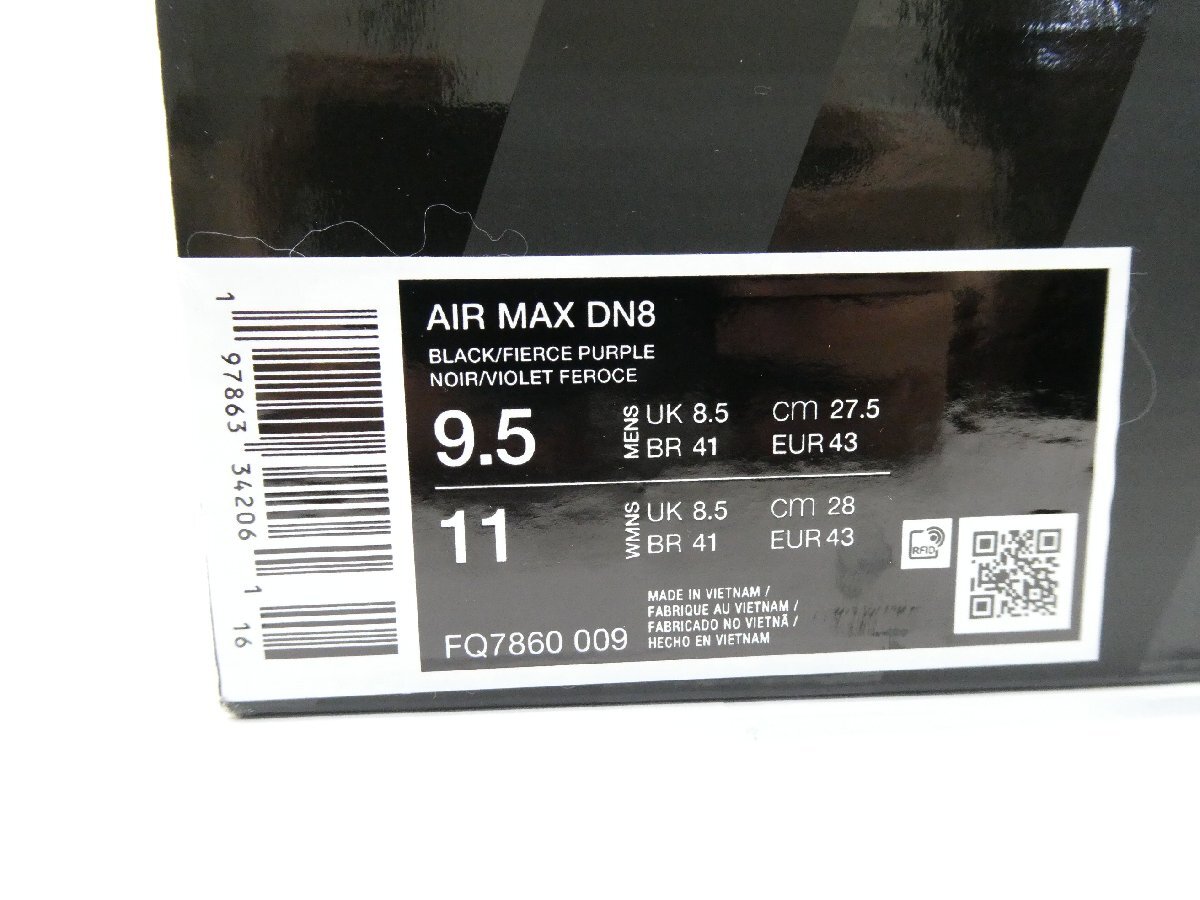 AIR MAX DN8
BLACK/FIERCE PURPLE
NOIR/VIOLET FEROCE
9.5 MENS UK 8.5 cm 27.5
BR 41 EUR 43
11 WMNS UK 8.5 cm 28
BR 41 EUR 43
RFID
MADE IN VIETNAM /
FABRIQUE AU VIETNAM /
FABRICADO NO VIETNÃ /
HECHO EN VIETNAM
FQ7860 009
1 97863 34206 1 16